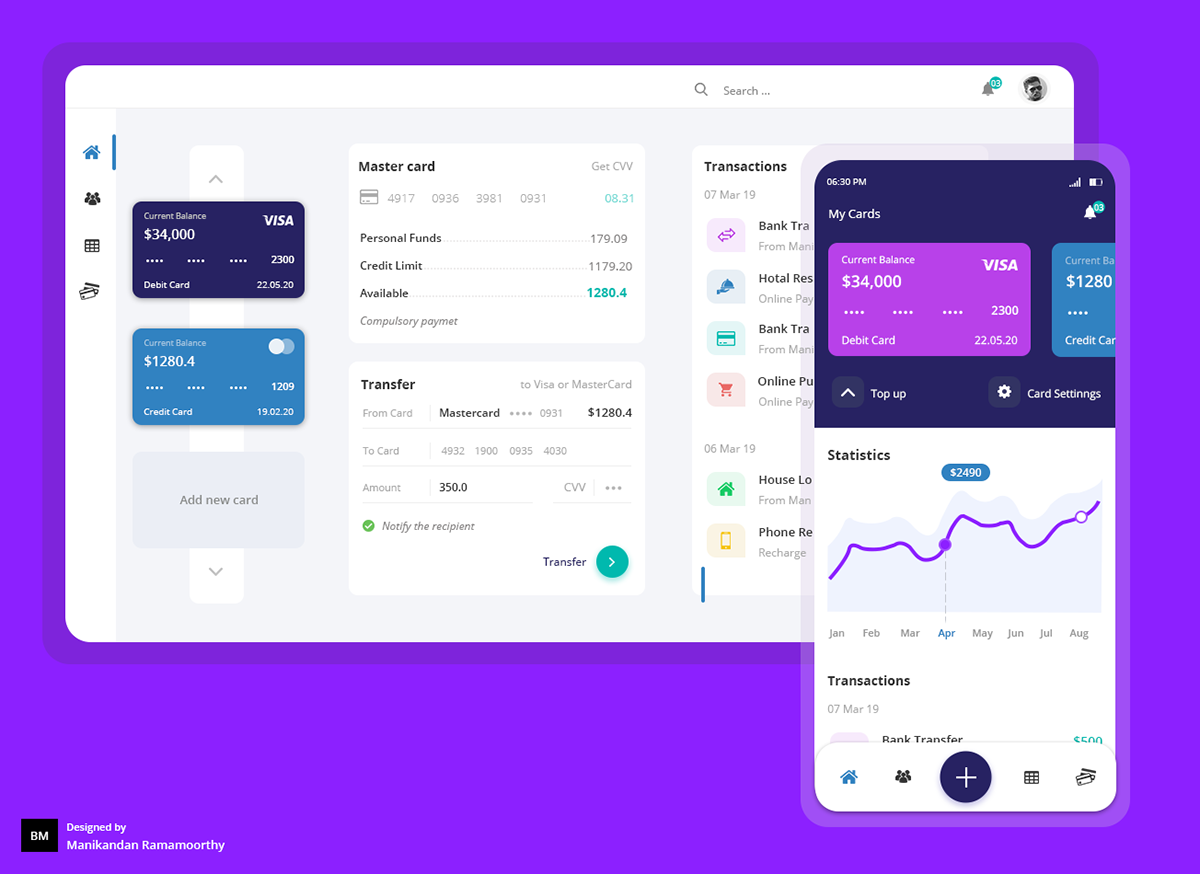 Search ...
03
Current Balance
VISA
$34,000
2300
Debit Card 22.05.20
Current Balance
$1280.4
1209
Credit Card 19.02.20
Add new card
Master card Get CVV
4917 0936 3981 0931 08.31
Personal Funds 179.09
Credit Limit 1179.20
Available 1280.4
Compulsory paymet
Transfer to Visa or MasterCard
From Card Mastercard •••• 0931 $1280.4
To Card 4932 1900 0935 4030
Amount 350.0 CVV •••
Notify the recipient
Transfer
Transactions
07 Mar 19
Bank Tra
From Mani
Hotal Res
Online Pay
Bank Tra
From Mani
Online Pu
Online Pay
06 Mar 19
House Lo
From Man
Phone Re
Recharge
06:30 PM
My Cards
03
Current Balance
VISA
$34,000
2300
Debit Card 22.05.20
Current Ba
$1280
Credit Car
Top up
Card Settinngs
Statistics
$2490
Jan Feb Mar Apr May Jun Jul Aug
Transactions
07 Mar 19
Bank Transfer $500
BM
Designed by
Manikandan Ramamoorthy